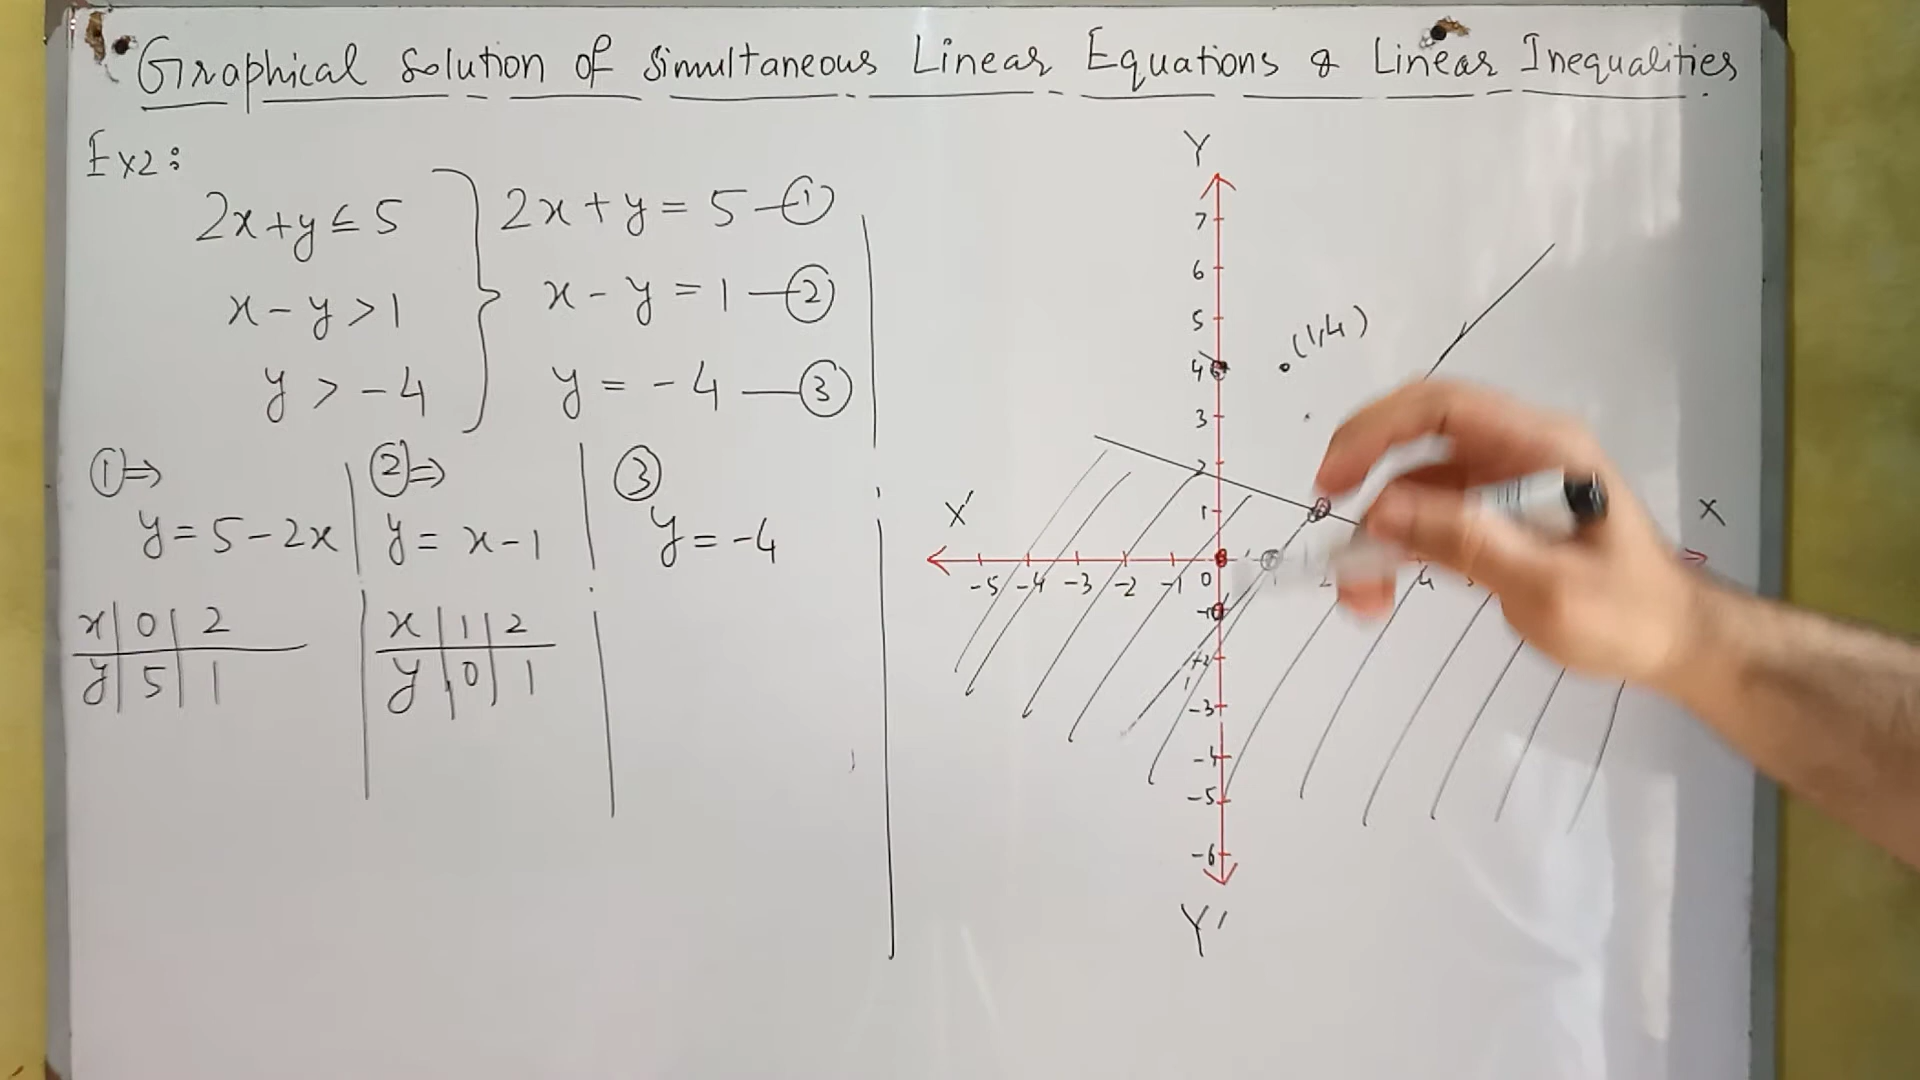 Graphical Solution of Simultaneous Linear Equations & Linear Inequalities
Ex2:
2x+y≤5
x-y>1
y>-4
2x+y=5-①
x-y=1-②
y=-4-③
①⇒
y=5-2x
x|0|2
y|5|1
②⇒
y=x-1
x|1|2
y|0|1
③
y=-4
Y
7
6
5
4
3
2
1
(1,4)
X'
X
-5 -4 -3 -2 -1 0
4
-3
-4
-5
-6
Y'